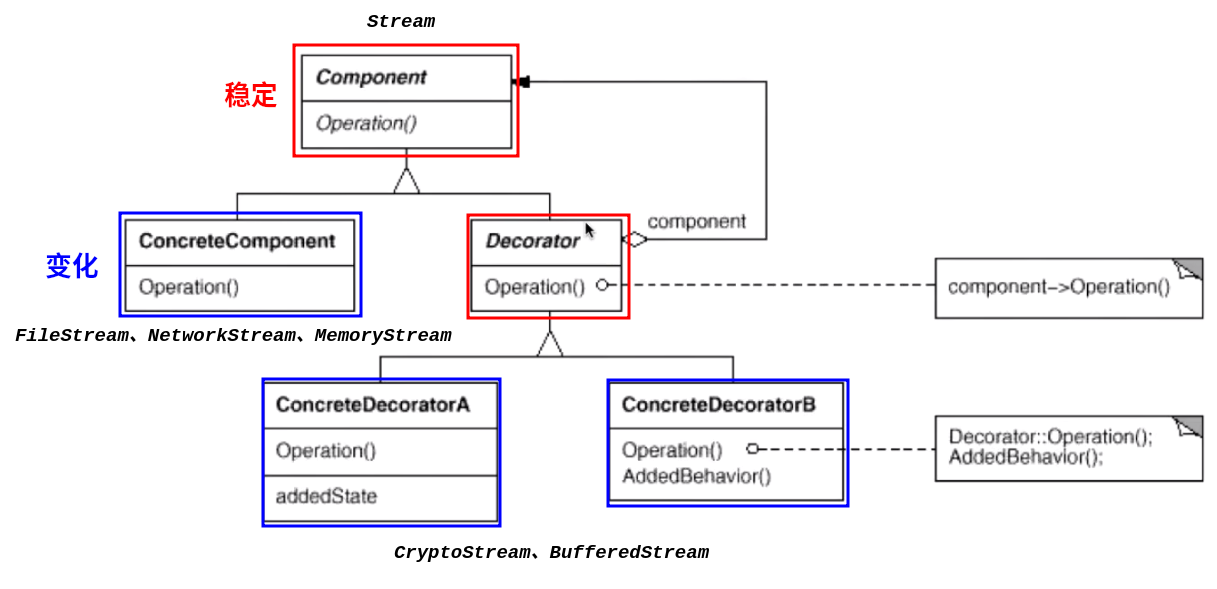 Stream
Component
稳定
Operation()
component
ConcreteComponent
Decorator
变化
Operation()
Operation()
component->Operation()
FileStream、NetworkStream、MemoryStream
ConcreteDecoratorA
ConcreteDecoratorB
Operation()
Operation()
AddedBehavior()
addedState
Decorator::Operation();
AddedBehavior();
CryptoStream、BufferedStream